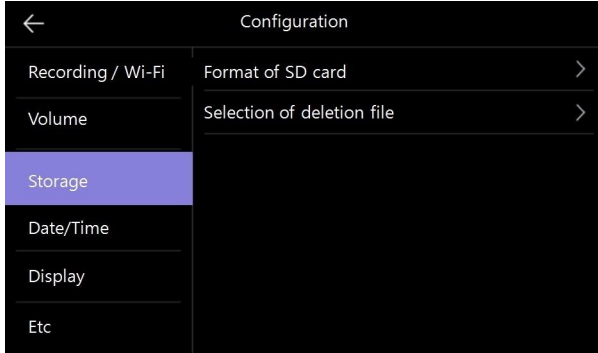 Configuration
Recording / Wi-Fi
Volume
Storage
Date/Time
Display
Etc
Format of SD card
Selection of deletion file